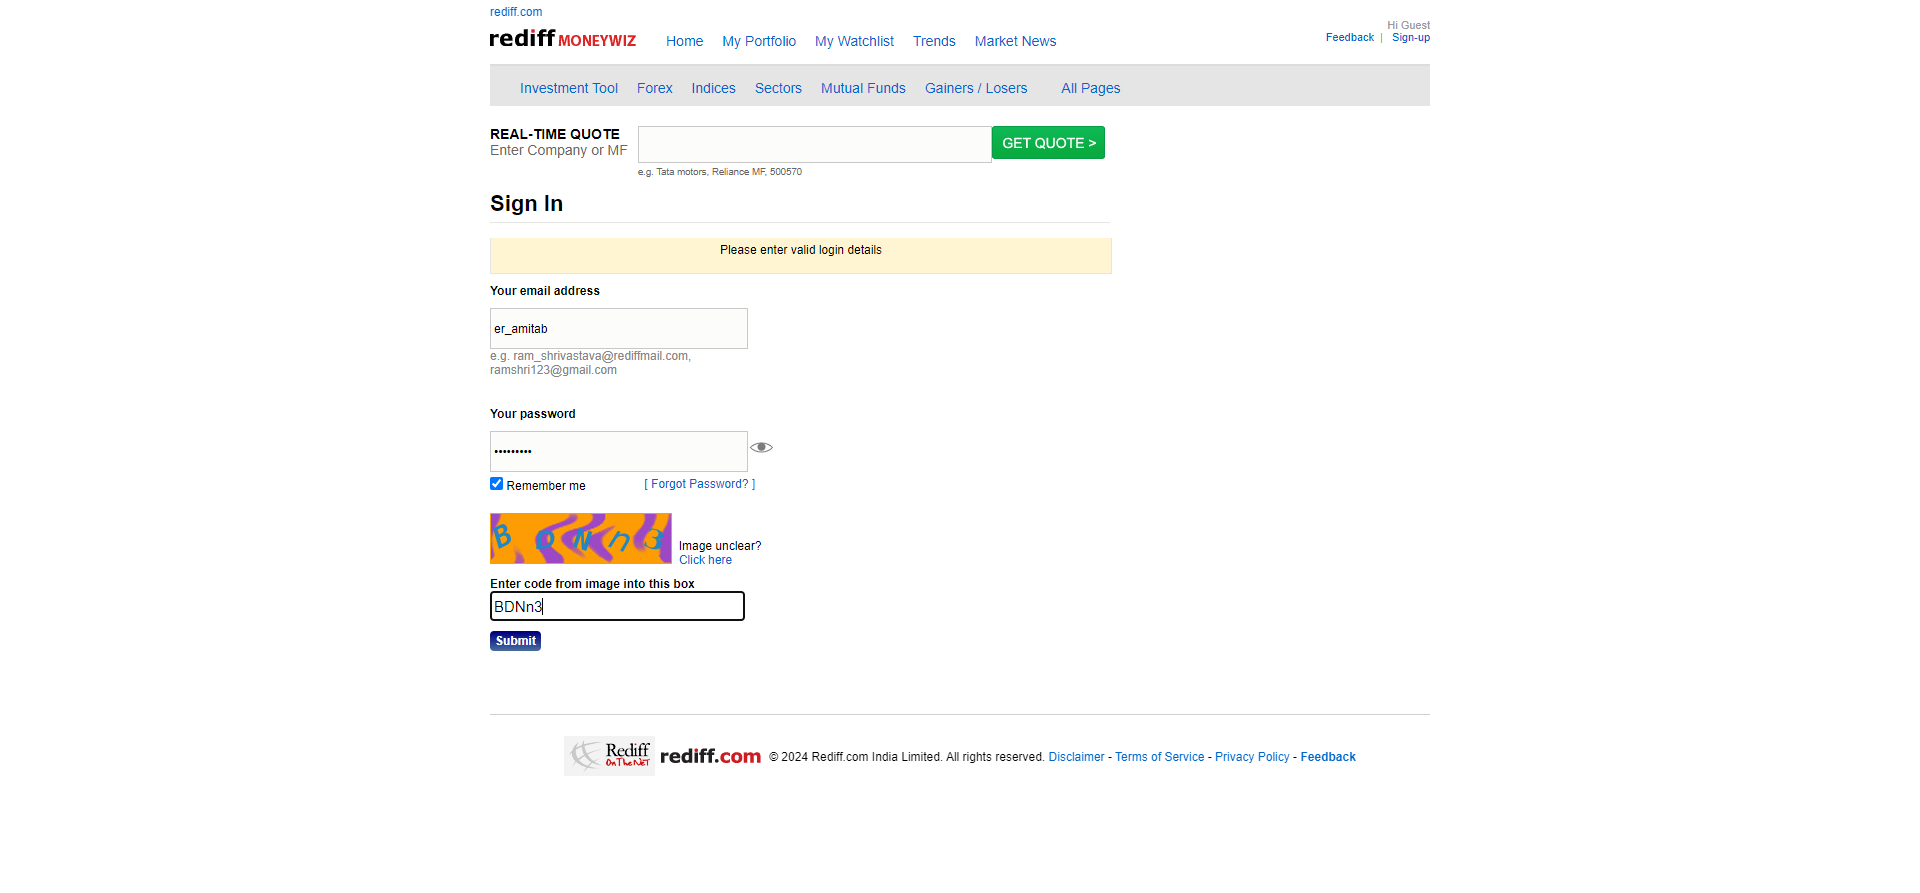 rediff.com
rediff MONEYWIZ Home My Portfolio My Watchlist Trends Market News
Hi Guest
Feedback | Sign-up
Investment Tool Forex Indices Sectors Mutual Funds Gainers / Losers All Pages
REAL-TIME QUOTE
Enter Company or MF
GET QUOTE >
e.g. Tata motors, Reliance MF, 500570
Sign In
Please enter valid login details
Your email address
er_amitab
e.g. ram_shrivastava@rediffmail.com,
ramshri123@gmail.com
Your password
•••••••••
Remember me [ Forgot Password? ]
B D N n 3
Image unclear?
Click here
Enter code from image into this box
BDNn3
Submit
Rediff
On The NeT
rediff.com © 2024 Rediff.com India Limited. All rights reserved. Disclaimer - Terms of Service - Privacy Policy - Feedback